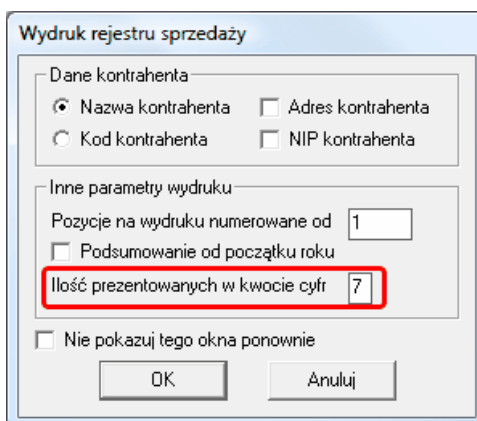 Wydruk rejestru sprzedaży
Dane kontrahenta
Nazwa kontrahenta Adres kontrahenta
Kod kontrahenta NIP kontrahenta
Inne parametry wydruku
Pozycje na wydruku numerowane od 1
Podsumowanie od początku roku
Ilość prezentowanych w kwocie cyfr 7
Nie pokazuj tego okna ponownie
OK Anuluj